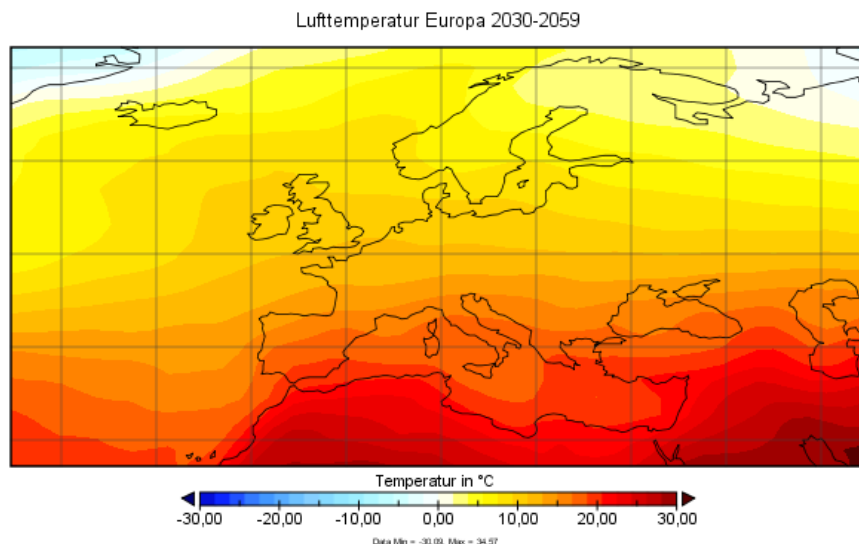 Lufttemperatur Europa 2030-2059
Temperatur in °C
-30,00 -20,00 -10,00 0,00 10,00 20,00 30,00
Data Min = -30,09, Max = 34,57